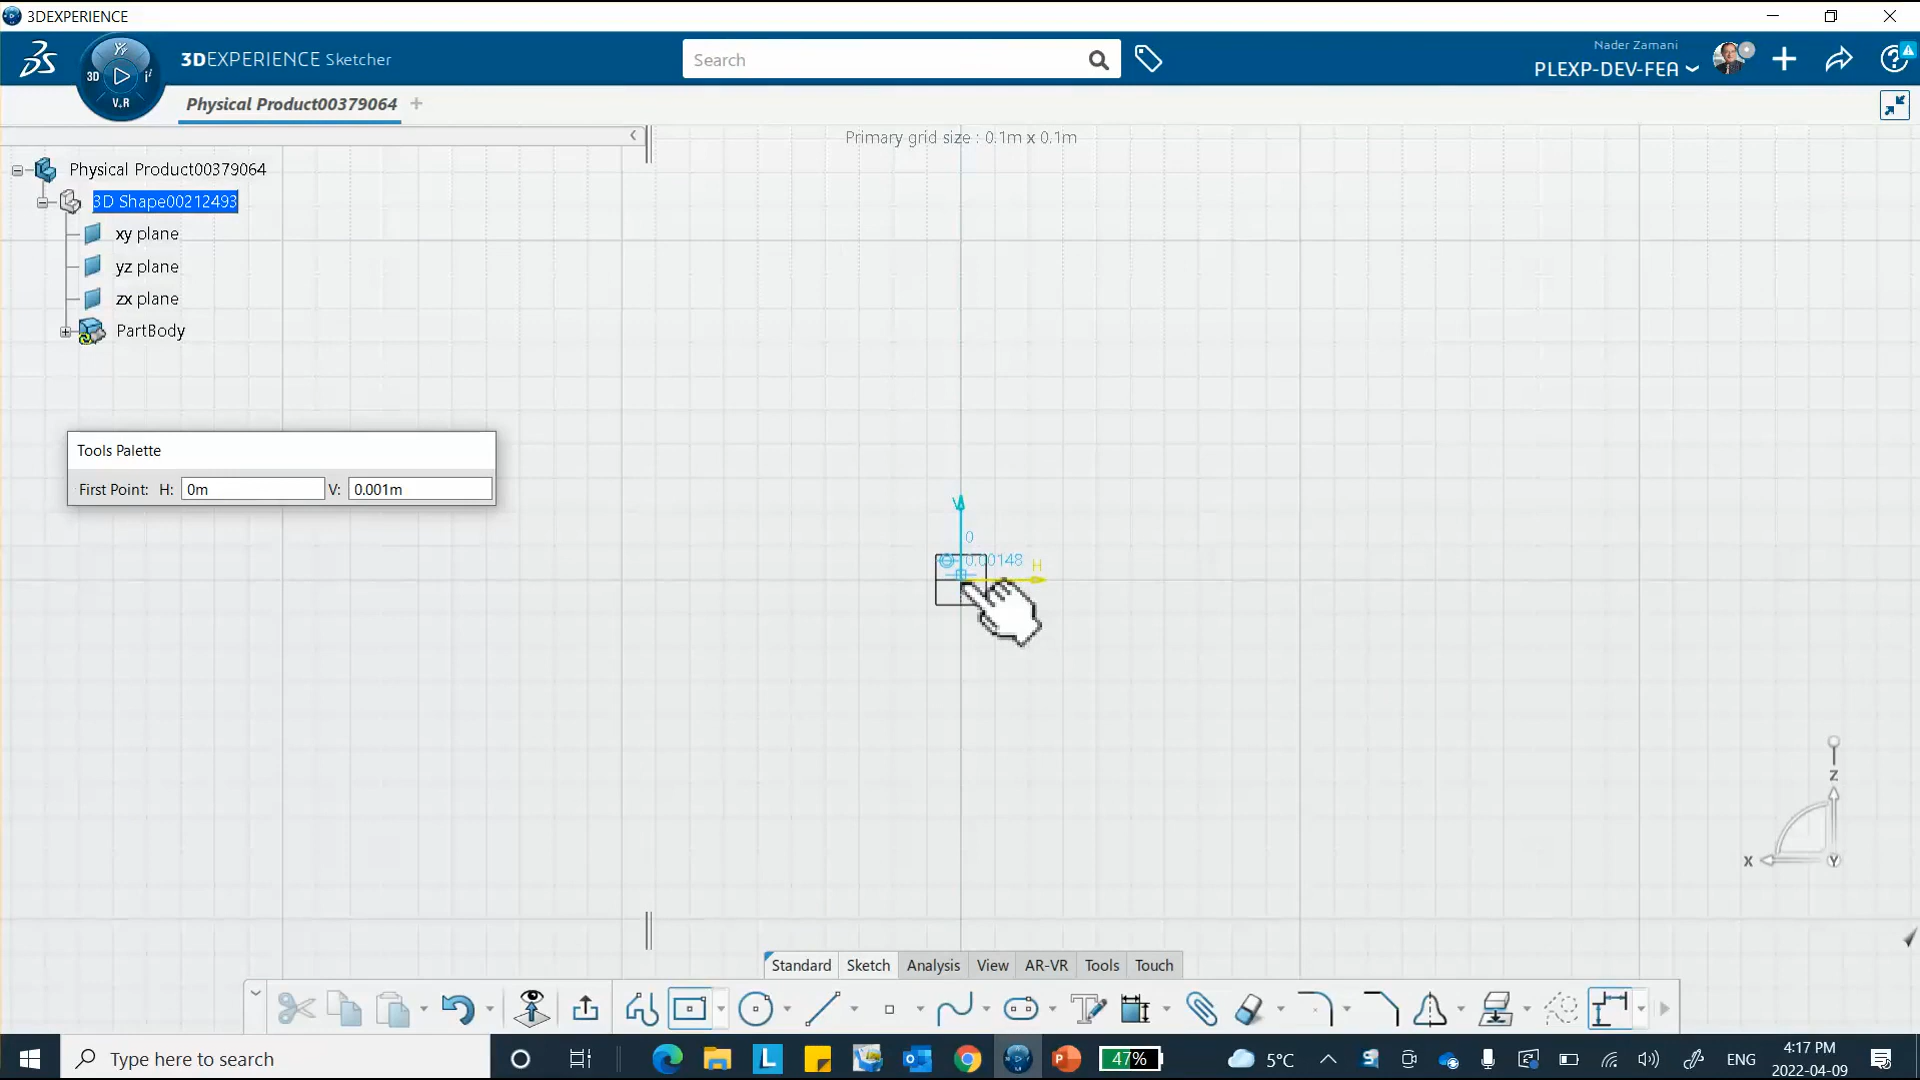 3DEXPERIENCE
3DEXPERIENCE Sketcher
Search
Nader Zamani
PLEXP-DEV-FEA
3D
V.R
Physical Product00379064
Primary grid size : 0.1m x 0.1m
Physical Product00379064
3D Shape00212493
xy plane
yz plane
zx plane
PartBody
Tools Palette
First Point: H: 0m V: 0.001m
V
0
0.00148
H
Z
X
Y
Standard Sketch Analysis View AR-VR Tools Touch
Type here to search
47%
5°C
ENG
4:17 PM
2022-04-09